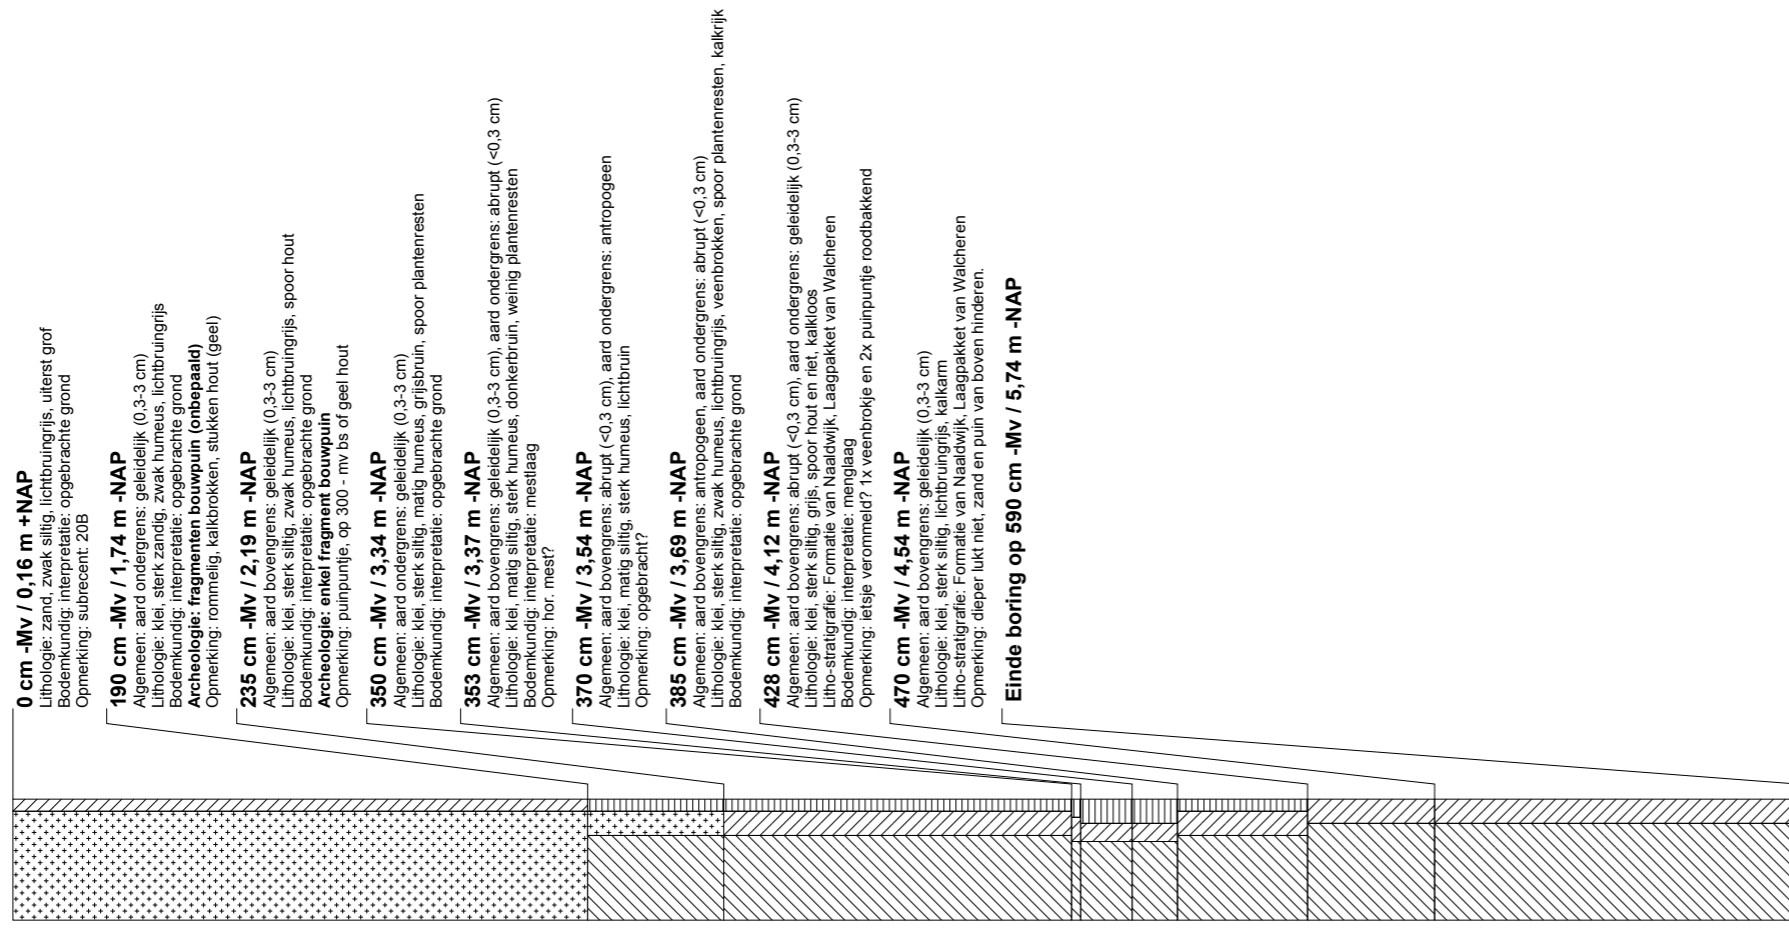 0 cm -Mv / 0,16 m +NAP
Lithologie: zand, zwak siltig, lichtbruingrijs, uiterst grof
Bodemkundig: interpretatie: opgebrachte grond
Opmerking: subrecent: 20B
190 cm -Mv / 1,74 m -NAP
Algemeen: aard ondergrens: geleidelijk (0,3-3 cm)
Lithologie: klei, sterk zandig, zwak humeus, lichtbruingrijs
Bodemkundig: interpretatie: opgebrachte grond
Archeologie: fragmenten bouwpuin (onbepaald)
Opmerking: rommelig, kalkbrokken, stukken hout (geel)
235 cm -Mv / 2,19 m -NAP
Algemeen: aard bovengrens: geleidelijk (0,3-3 cm)
Lithologie: klei, sterk siltig, zwak humeus, lichtbruingrijs, spoor hout
Bodemkundig: interpretatie: opgebrachte grond
Archeologie: enkel fragment bouwpuin
Opmerking: puinpuntje, op 300 - mv bs of geel hout
350 cm -Mv / 3,34 m -NAP
Algemeen: aard ondergrens: geleidelijk (0,3-3 cm)
Lithologie: klei, sterk siltig, matig humeus, grijsbruin, spoor plantenresten
Bodemkundig: interpretatie: opgebrachte grond
353 cm -Mv / 3,37 m -NAP
Algemeen: aard bovengrens: geleidelijk (0,3-3 cm), aard ondergrens: abrupt (<0,3 cm)
Lithologie: klei, matig siltig, sterk humeus, donkerbruin, weinig plantenresten
Bodemkundig: interpretatie: mestlaag
Opmerking: hor. mest?
370 cm -Mv / 3,54 m -NAP
Algemeen: aard bovengrens: abrupt (<0,3 cm), aard ondergrens: antropogeen
Lithologie: klei, matig siltig, sterk humeus, lichtbruin
Opmerking: opgebracht?
385 cm -Mv / 3,69 m -NAP
Algemeen: aard bovengrens: antropogeen, aard ondergrens: abrupt (<0,3 cm)
Lithologie: klei, sterk siltig, zwak humeus, lichtbruingrijs, veenbrokken, spoor plantenresten, kalkrijk
Bodemkundig: interpretatie: opgebrachte grond
428 cm -Mv / 4,12 m -NAP
Algemeen: aard bovengrens: abrupt (<0,3 cm), aard ondergrens: geleidelijk (0,3-3 cm)
Lithologie: klei, sterk siltig, grijs, spoor hout en riet, kalkloos
Litho-stratigrafie: Formatie van Naaldwijk, Laagpakket van Walcheren
Bodemkundig: interpretatie: menglaag
Opmerking: ietsje verommeld? 1x veenbrokje en 2x puinpuntje roodbakkend
470 cm -Mv / 4,54 m -NAP
Algemeen: aard bovengrens: geleidelijk (0,3-3 cm)
Lithologie: klei, sterk siltig, lichtbruingrijs, kalkarm
Litho-stratigrafie: Formatie van Naaldwijk, Laagpakket van Walcheren
Opmerking: dieper lukt niet, zand en puin van boven hinderen.
Einde boring op 590 cm -Mv / 5,74 m -NAP